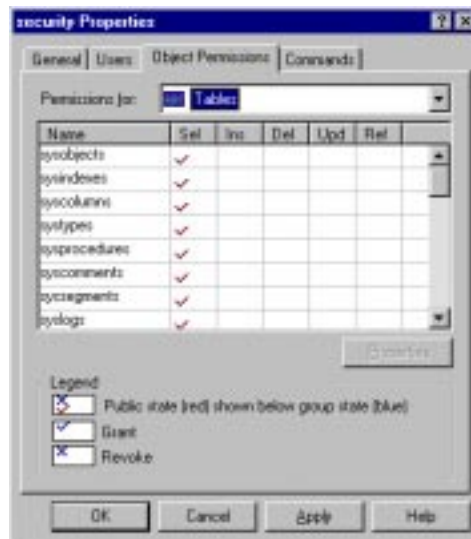 security Properties
General Users Object Permissions Commands
Permissions for: Tables
Name Sel Ins Del Upd Ref
sysobjects
sysindexes
syscolumns
systypes
sysprocedures
syscomments
syssegments
syslogs
Properties
Legend
Public state (red) shown below group state (blue)
Grant
Revoke
OK Cancel Apply Help